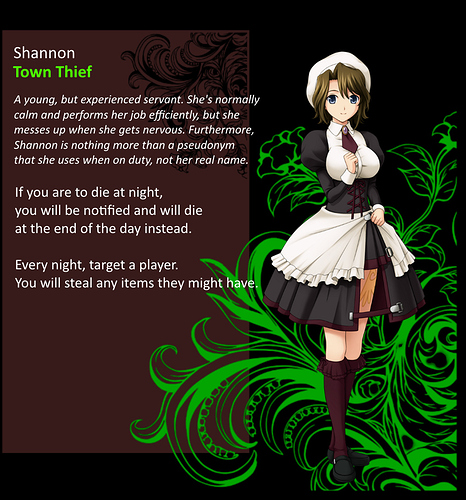 Shannon
Town Thief
A young, but experienced servant. She's normally
calm and performs her job efficiently, but she
messes up when she gets nervous. Furthermore,
Shannon is nothing more than a pseudonym
that she uses when on duty, not her real name.
If you are to die at night,
you will be notified and will die
at the end of the day instead.
Every night, target a player.
You will steal any items they might have.